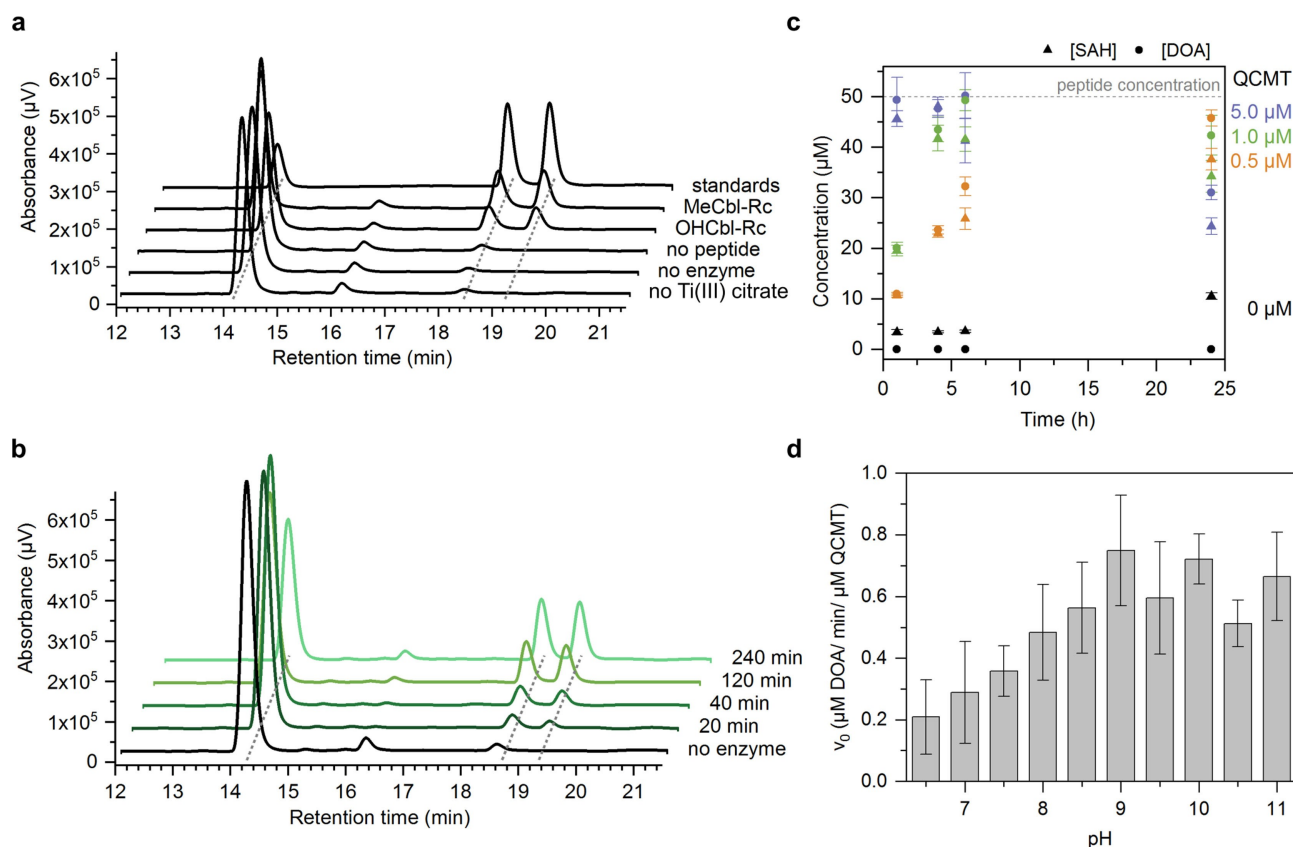 a
Absorbance (µV)
6x10⁵
5x10⁵
4x10⁵
3x10⁵
2x10⁵
1x10⁵
0
standards
MeCbl-Rc
OHCbl-Rc
no peptide
no enzyme
no Ti(III) citrate
12 13 14 15 16 17 18 19 20 21
Retention time (min)
b
Absorbance (µV)
6x10⁵
5x10⁵
4x10⁵
3x10⁵
2x10⁵
1x10⁵
0
240 min
120 min
40 min
20 min
no enzyme
12 13 14 15 16 17 18 19 20 21
Retention time (min)
c
[SAH] [DOA]
QCMT
peptide concentration
5.0 µM
1.0 µM
0.5 µM
0 µM
Concentration (µM)
50
40
30
20
10
0
0 5 10 15 20 25
Time (h)
d
v₀ (µM DOA/ min/ µM QCMT)
1.0
0.8
0.6
0.4
0.2
0.0
7 8 9 10 11
pH